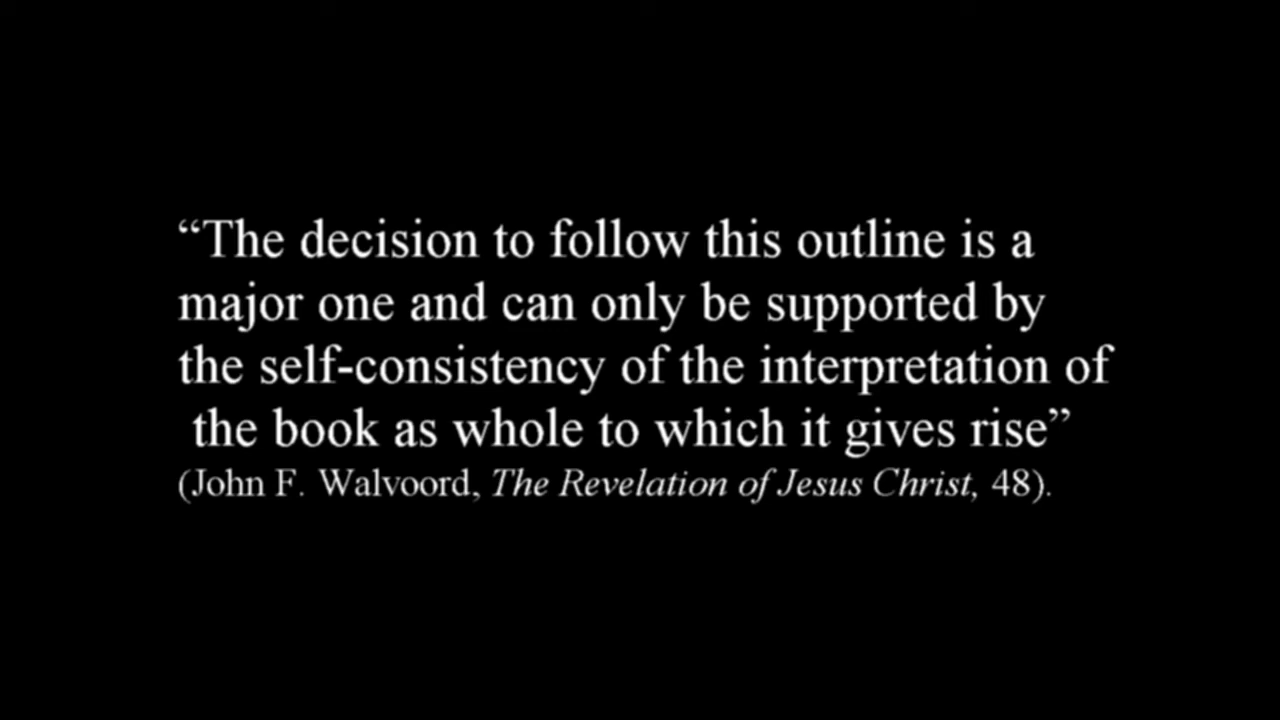 “The decision to follow this outline is a
major one and can only be supported by
the self-consistency of the interpretation of
the book as whole to which it gives rise”
(John F. Walvoord, The Revelation of Jesus Christ, 48).